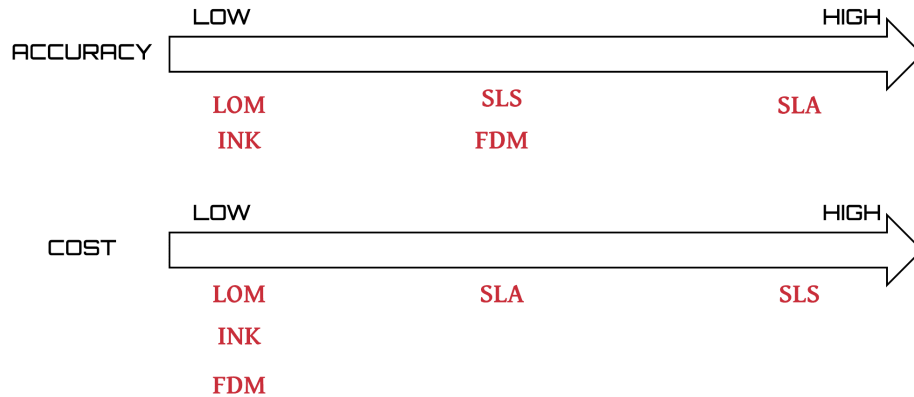 LOW HIGH
ACCURACY
LOM SLS SLA
INK FDM
LOW HIGH
COST
LOM SLA SLS
INK
FDM